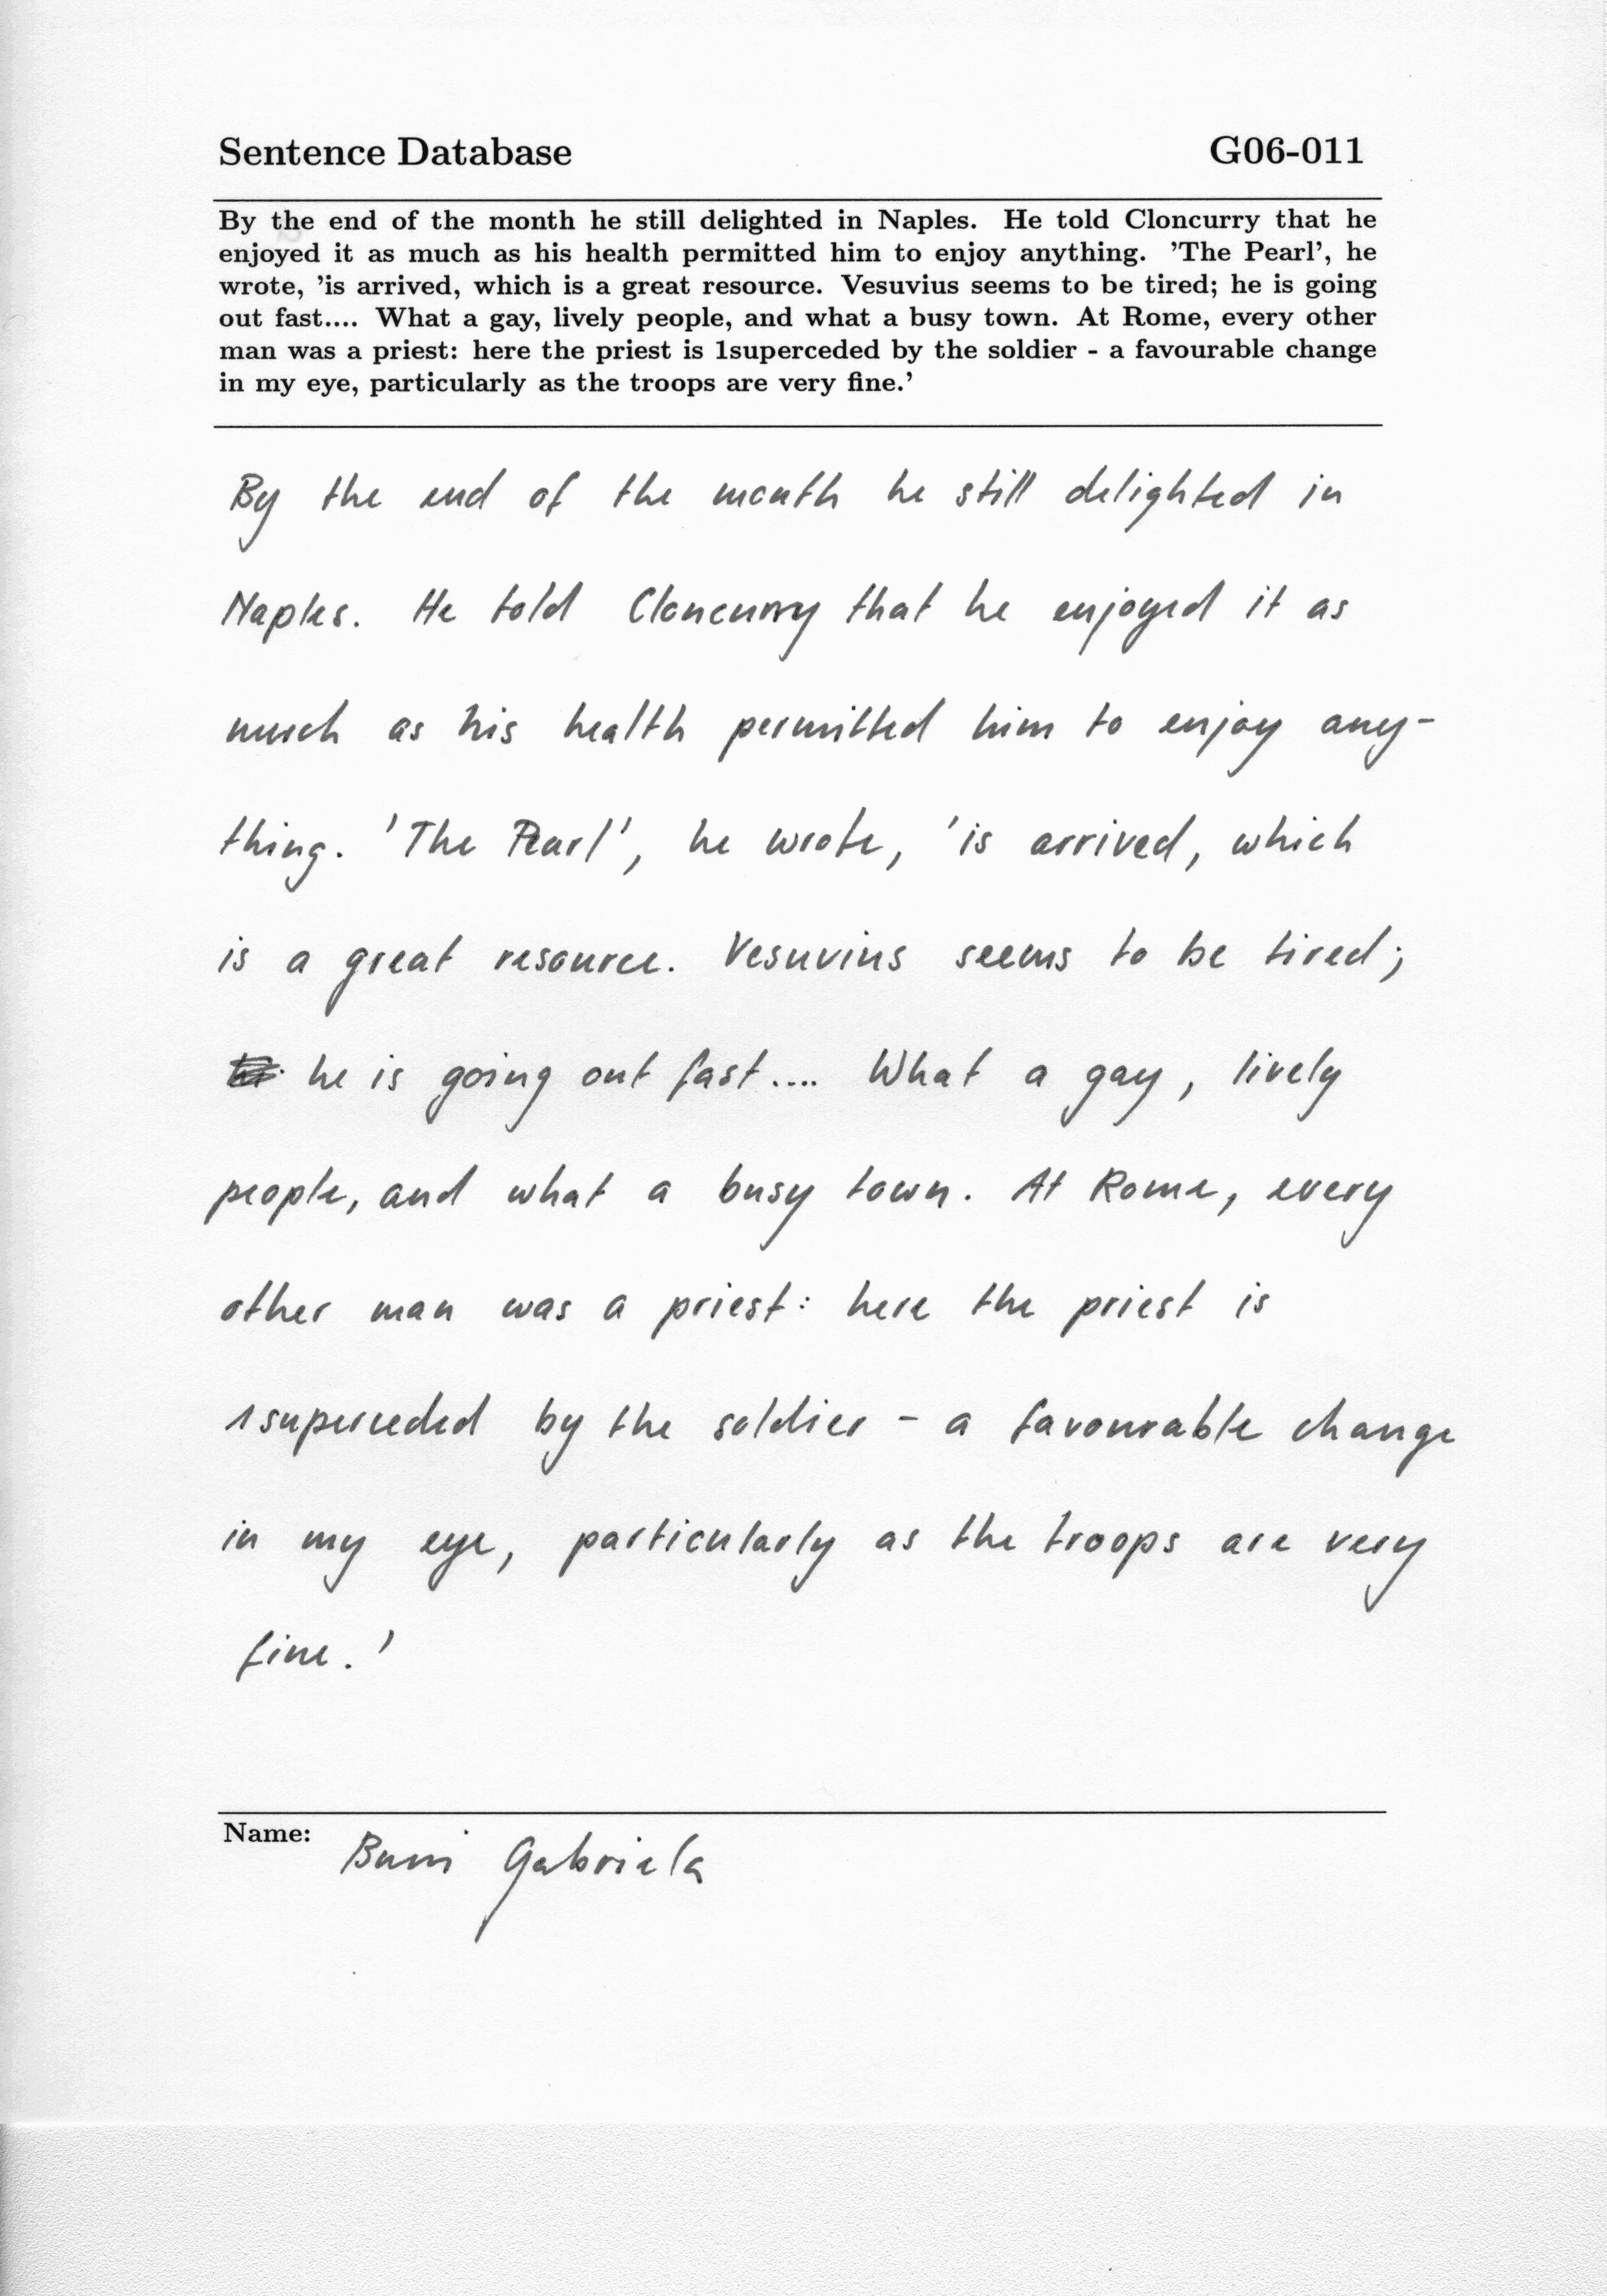 Sentence Database G06-011
By the end of the month he still delighted in Naples. He told Cloncurry that he
enjoyed it as much as his health permitted him to enjoy anything. 'The Pearl', he
wrote, 'is arrived, which is a great resource. Vesuvius seems to be tired; he is going
out fast.... What a gay, lively people, and what a busy town. At Rome, every other
man was a priest: here the priest is 1superceded by the soldier - a favourable change
in my eye, particularly as the troops are very fine.'
By the end of the month he still delighted in
Naples. He told Cloncurry that he enjoyed it as
much as his health permitted him to enjoy any-
thing. 'The Pearl', he wrote, 'is arrived, which
is a great resource. Vesuvius seems to be tired;
he is going out fast.... What a gay, lively
people, and what a busy town. At Rome, every
other man was a priest: here the priest is
1superceded by the soldier - a favourable change
in my eye, particularly as the troops are very
fine.'
Name: Gabriela